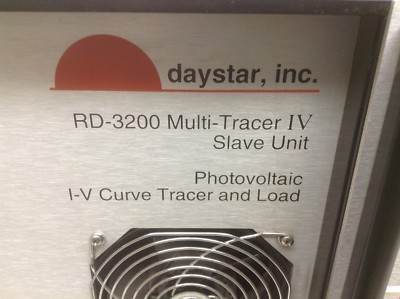 daystar, inc.
RD-3200 Multi-Tracer IV
Slave Unit
Photovoltaic
I-V Curve Tracer and Load